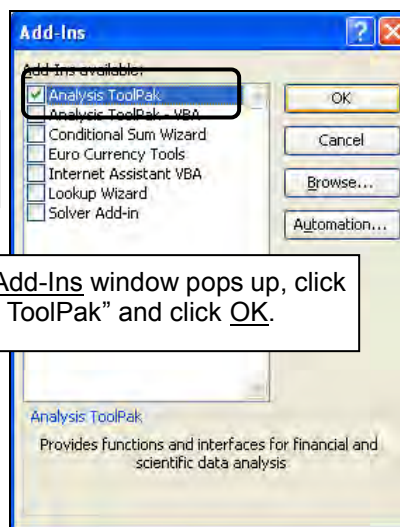 Add-Ins
Add-Ins available:
Analysis ToolPak
Analysis ToolPak - VBA
Conditional Sum Wizard
Euro Currency Tools
Internet Assistant VBA
Lookup Wizard
Solver Add-in
OK
Cancel
Browse...
Automation...
Add-Ins window pops up, click
ToolPak” and click OK.
Analysis ToolPak
Provides functions and interfaces for financial and
scientific data analysis